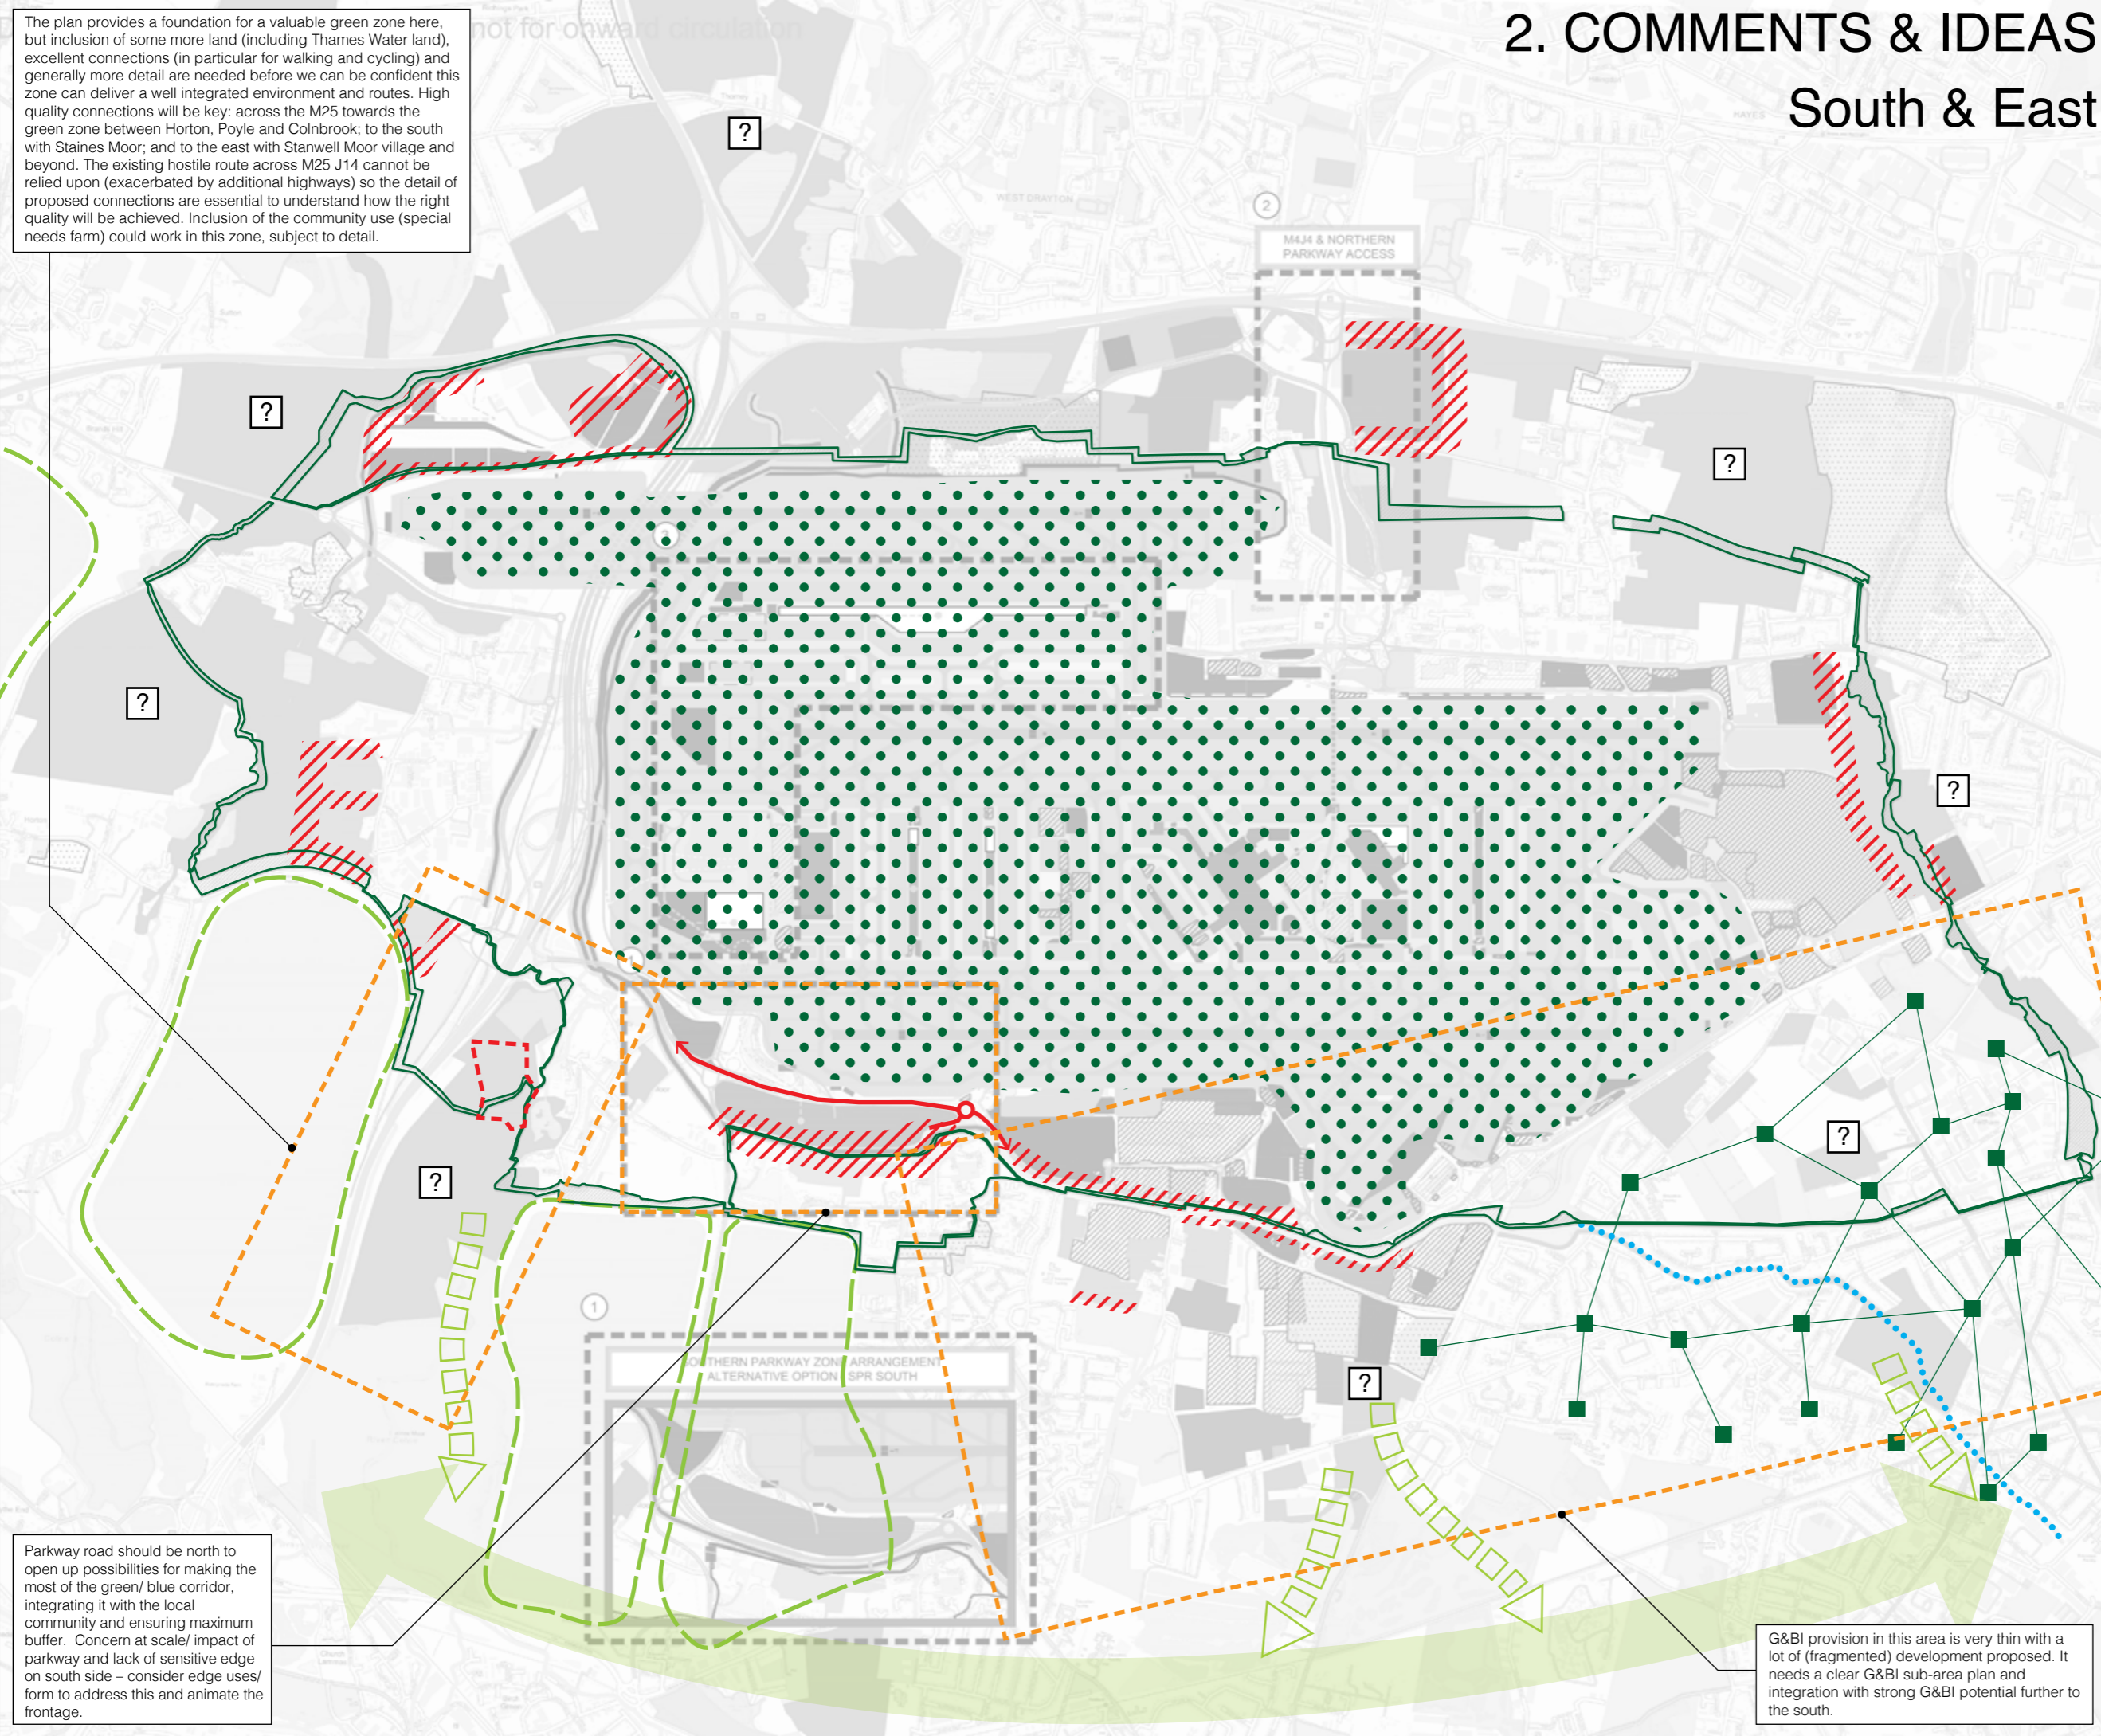 The plan provides a foundation for a valuable green zone here,
but inclusion of some more land (including Thames Water land),
excellent connections (in particular for walking and cycling) and
generally more detail are needed before we can be confident this
zone can deliver a well integrated environment and routes. High
quality connections will be key: across the M25 towards the
green zone between Horton, Poyle and Colnbrook; to the south
with Staines Moor; and to the east with Stanwell Moor village and
beyond. The existing hostile route across M25 J14 cannot be
relied upon (exacerbated by additional highways) so the detail of
proposed connections are essential to understand how the right
quality will be achieved. Inclusion of the community use (special
needs farm) could work in this zone, subject to detail.
not for onward circulation
2. COMMENTS & IDEAS
South & East
HAYES
?
WEST DRAYTON
2
M4J4 & NORTHERN
PARKWAY ACCESS
?
?
3
?
?
1
?
?
1
SOUTHERN PARKWAY ZONE ARRANGEMENT
ALTERNATIVE OPTION SPR SOUTH
?
Parkway road should be north to
open up possibilities for making the
most of the green/ blue corridor,
integrating it with the local
community and ensuring maximum
buffer. Concern at scale/ impact of
parkway and lack of sensitive edge
on south side – consider edge uses/
form to address this and animate the
frontage.
G&BI provision in this area is very thin with a
lot of (fragmented) development proposed. It
needs a clear G&BI sub-area plan and
integration with strong G&BI potential further to
the south.